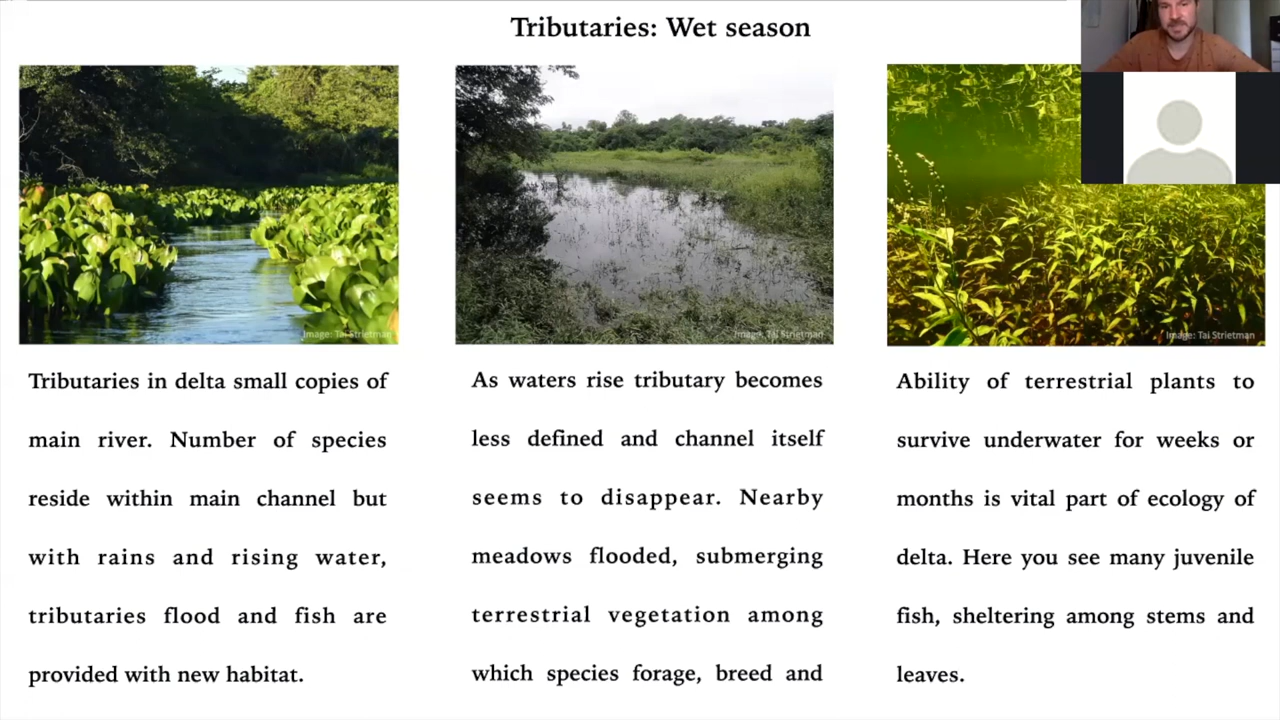 Tributaries: Wet season
Image: Tai Strietman
Image: Tai Strietman
Image: Tai Strietman
Tributaries in delta small copies of
main river. Number of species
reside within main channel but
with rains and rising water,
tributaries flood and fish are
provided with new habitat.
As waters rise tributary becomes
less defined and channel itself
seems to disappear. Nearby
meadows flooded, submerging
terrestrial vegetation among
which species forage, breed and
Ability of terrestrial plants to
survive underwater for weeks or
months is vital part of ecology of
delta. Here you see many juvenile
fish, sheltering among stems and
leaves.